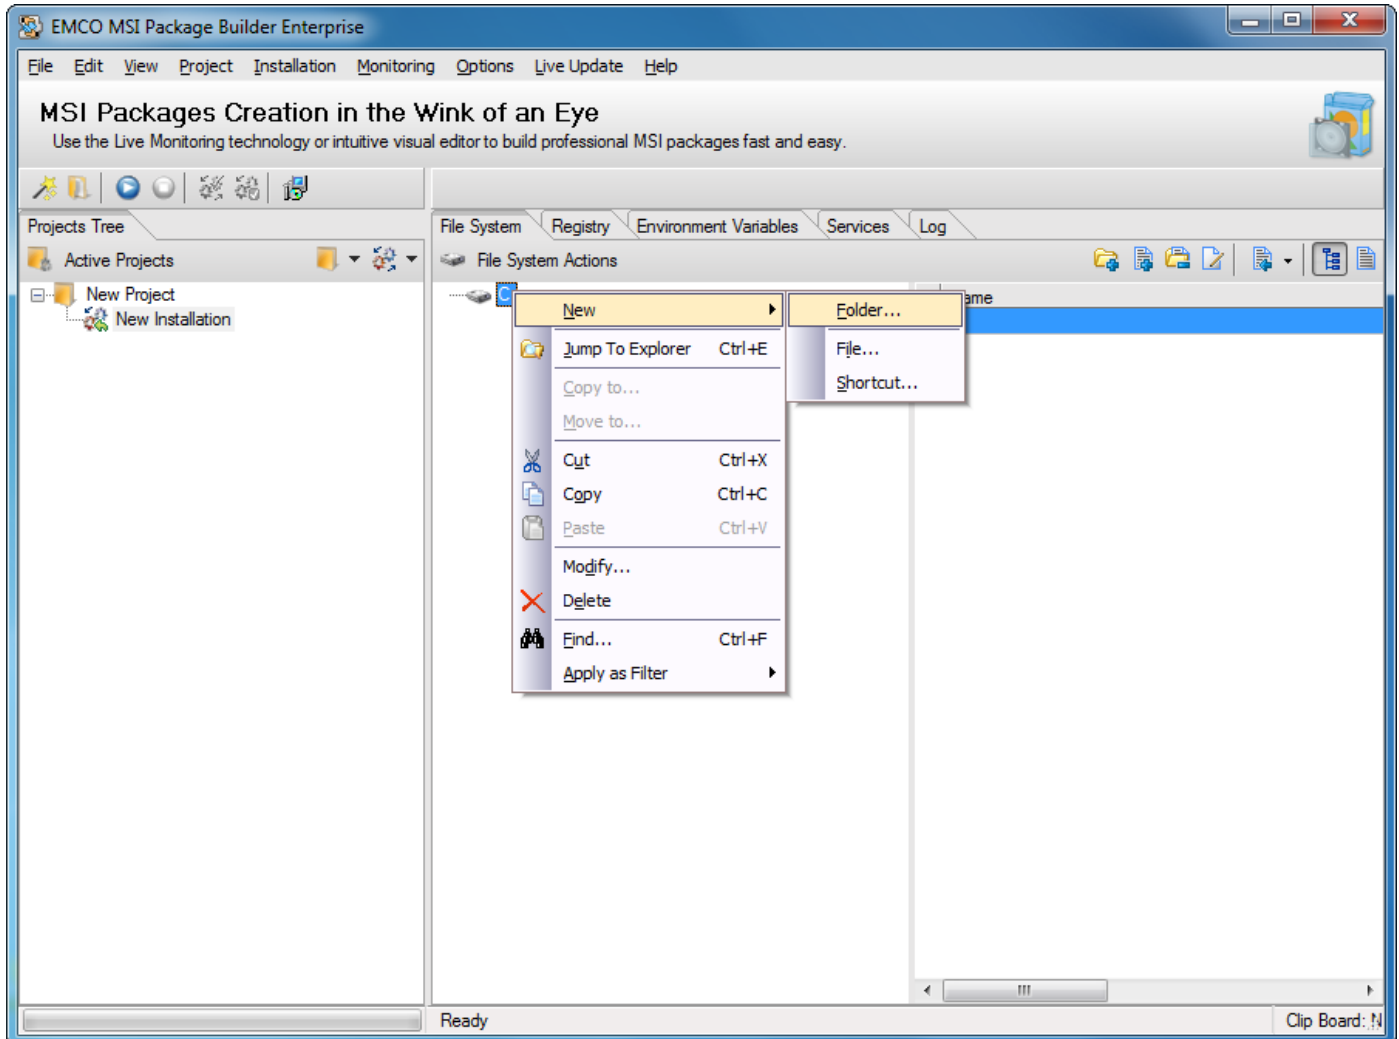 EMCO MSI Package Builder Enterprise
File Edit View Project Installation Monitoring Options Live Update Help
MSI Packages Creation in the Wink of an Eye
Use the Live Monitoring technology or intuitive visual editor to build professional MSI packages fast and easy.
Projects Tree
File System Registry Environment Variables Services Log
Active Projects
File System Actions
New Project
New Installation
C
ame
New
Folder...
Jump To Explorer Ctrl+E
File...
Copy to...
Shortcut...
Move to...
Cut Ctrl+X
Copy Ctrl+C
Paste Ctrl+V
Modify...
Delete
Find... Ctrl+F
Apply as Filter
Ready
Clip Board: N